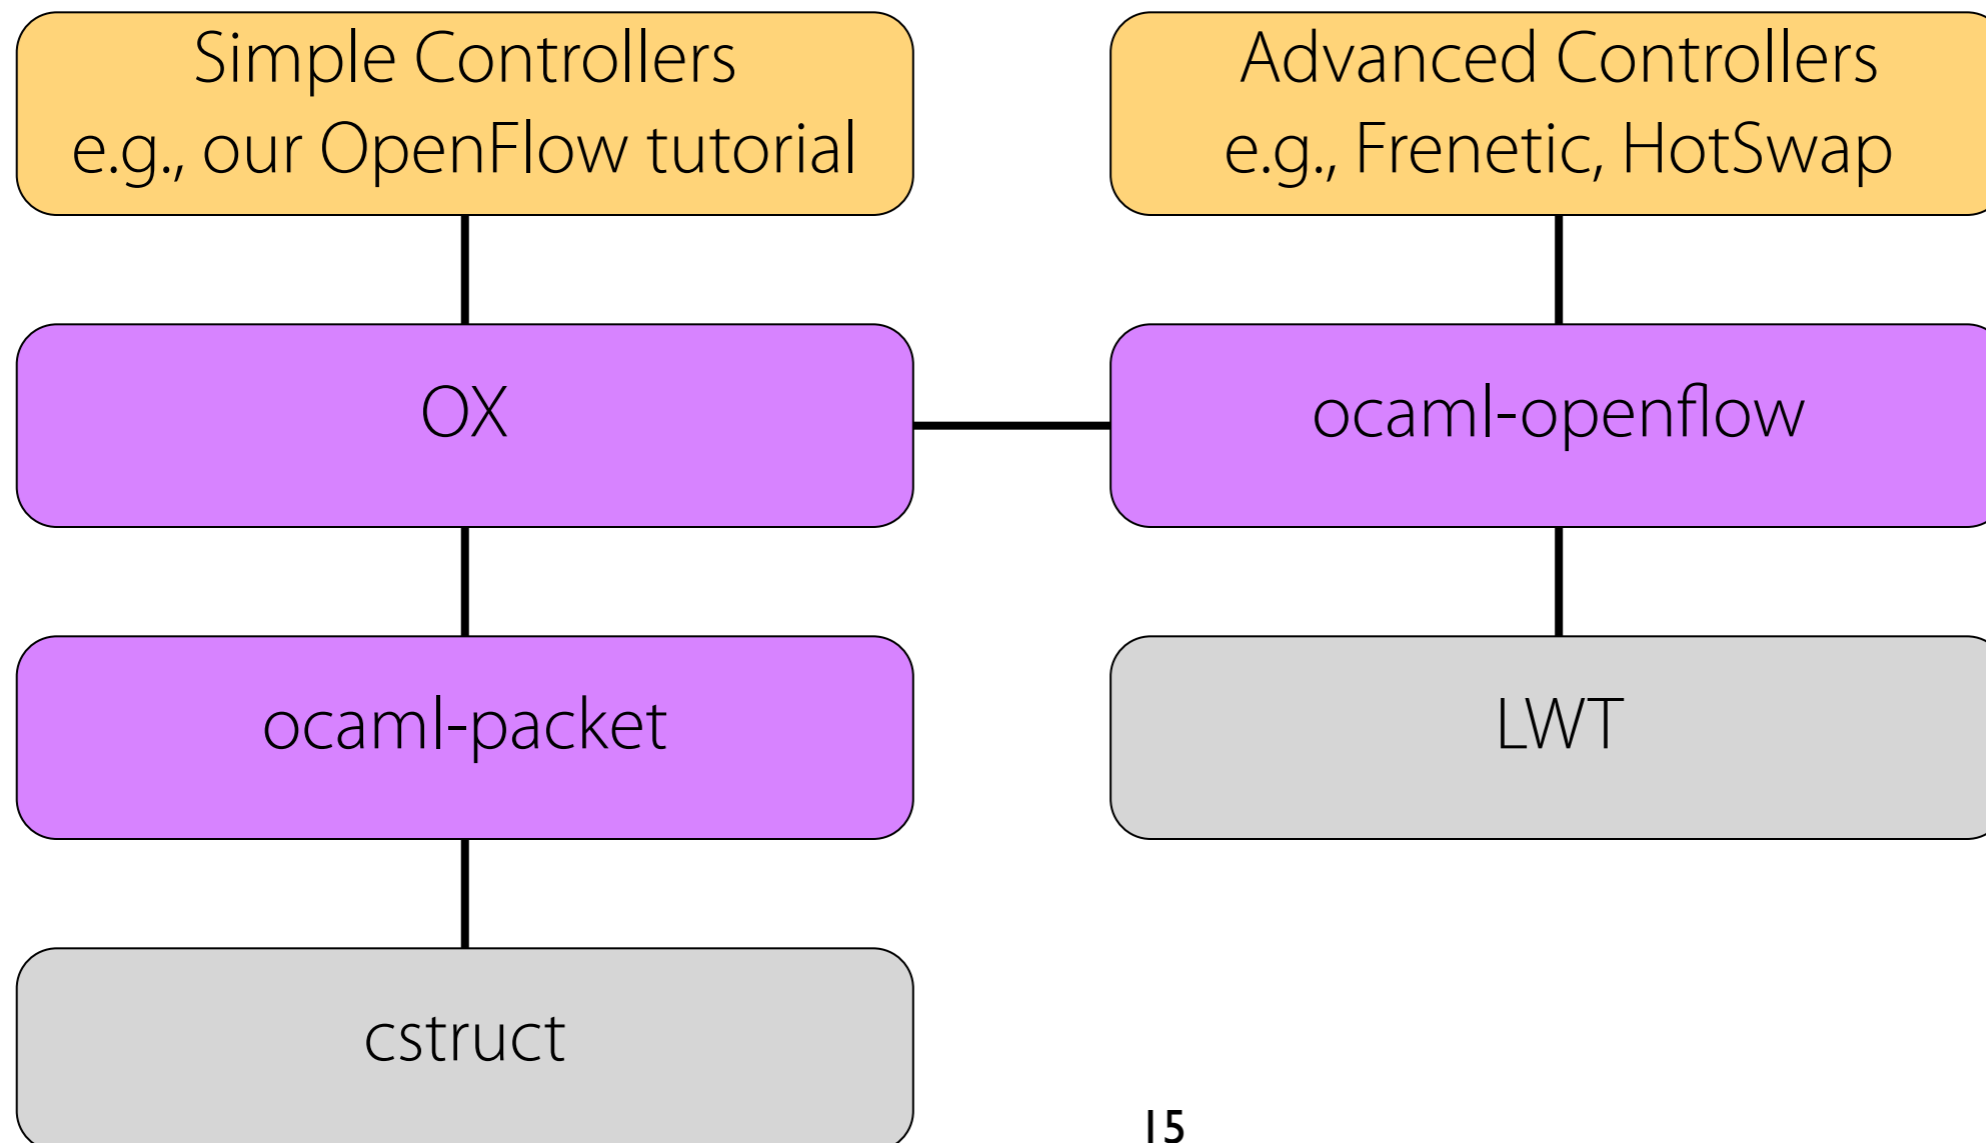 Simple Controllers
e.g., our OpenFlow tutorial
Advanced Controllers
e.g., Frenetic, HotSwap
OX
ocaml-openflow
ocaml-packet
LWT
cstruct
15